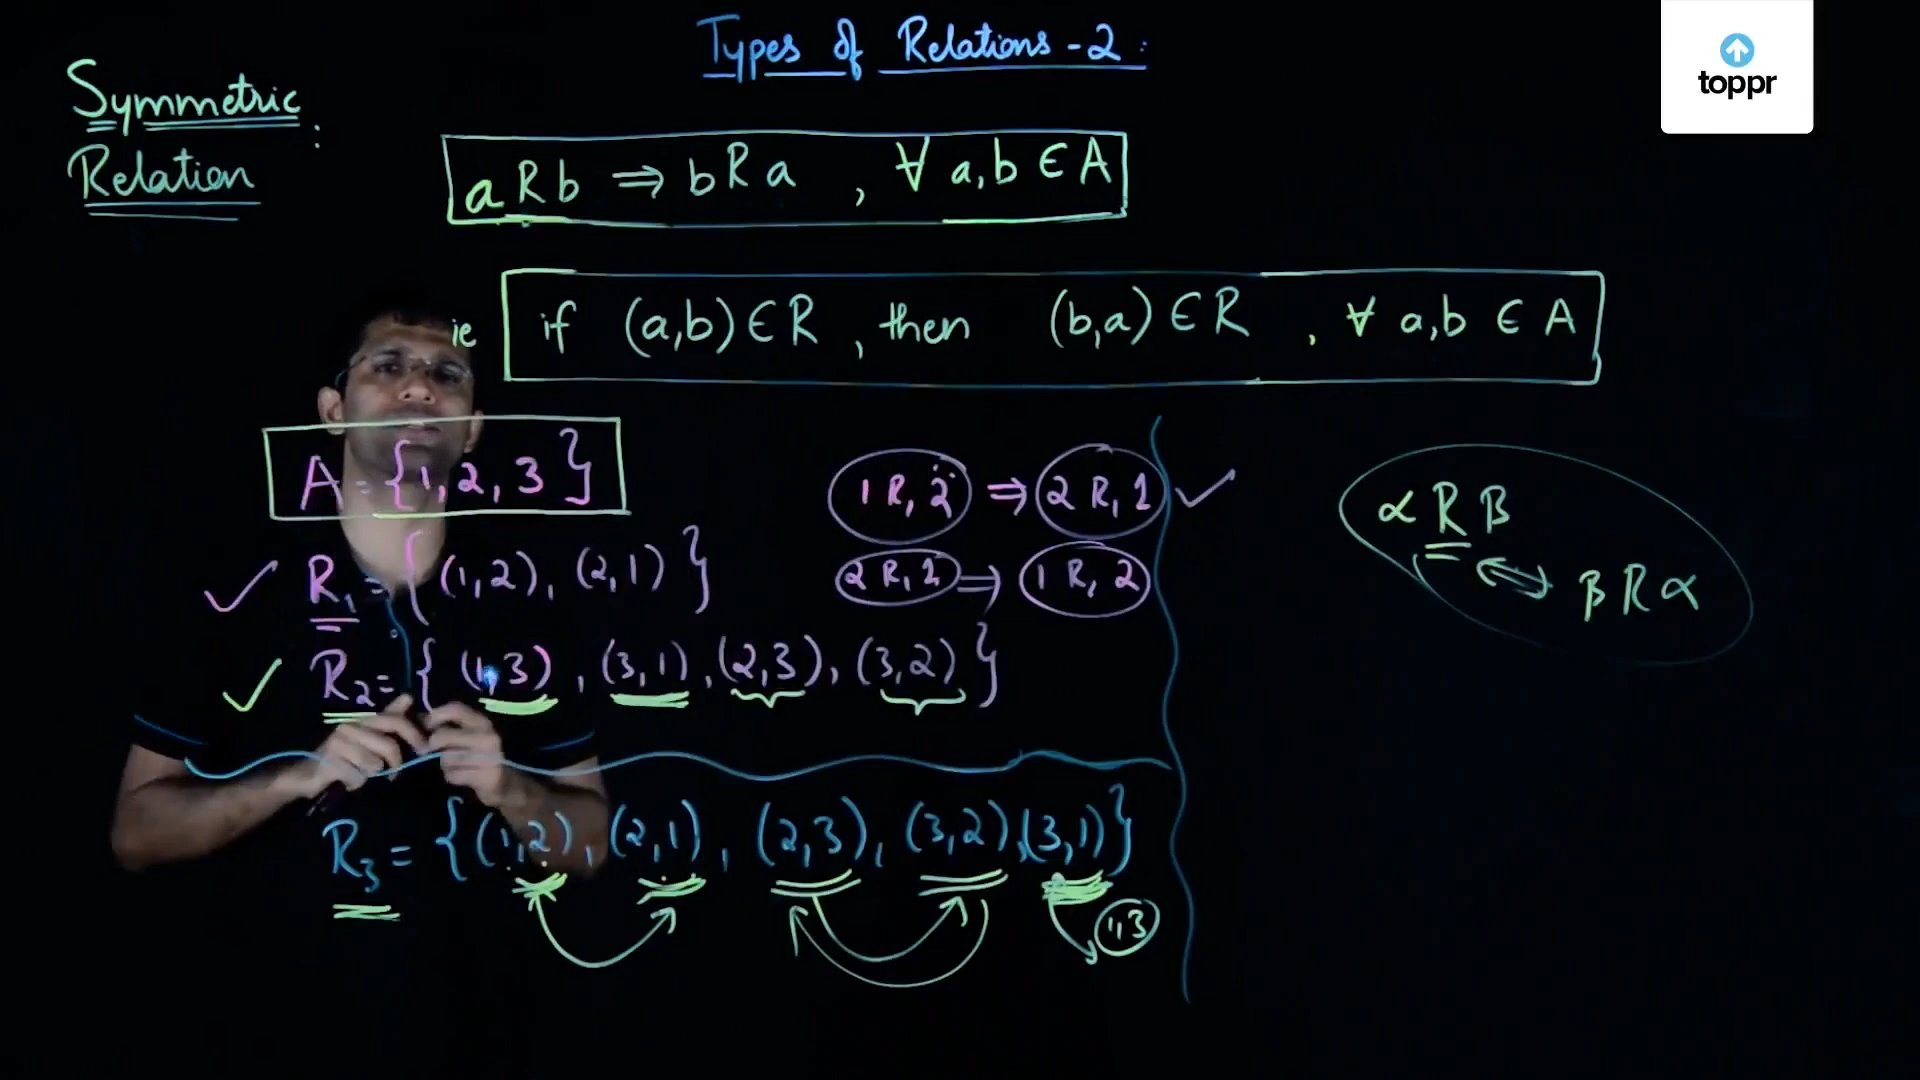 Types of Relations - 2 :
toppr
Symmetric
Relation :
a R b ⇒ b R a , ∀ a,b ∈ A
ie if (a,b) ∈ R , then (b,a) ∈ R , ∀ a,b ∈ A
A = {1, 2, 3}
1 R₁ 2 ⇒ 2 R₁ 1 ✓
α R β
✓ R₁ = {(1,2), (2,1)}
2 R₁ 1 ⇒ 1 R₁ 2
⟺ β R α
✓ R₂ = {(1,3), (3,1), (2,3), (3,2)}
R₃ = {(1,2), (2,1), (2,3), (3,2), (3,1)}
1,3